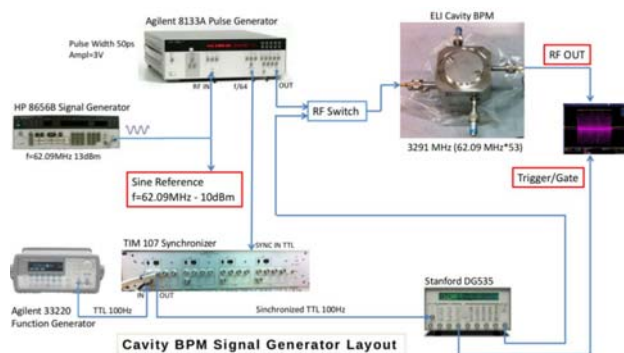 Agilent 8133A Pulse Generator
ELI Cavity BPM
Pulse Width 50ps
Ampl=3V
RF OUT
RF IN
f/64
OUT
RF Switch
HP 8656B Signal Generator
f=62.09MHz 13dBm
3291 MHz (62.09 MHz*53)
Sine Reference
f=62.09MHz - 10dBm
Trigger/Gate
TIM 107 Synchronizer
SYNC IN TTL
Stanford DG535
IN
OUT
Agilent 33220
Function Generator
TTL 100Hz
Sinchronized TTL 100Hz
Cavity BPM Signal Generator Layout